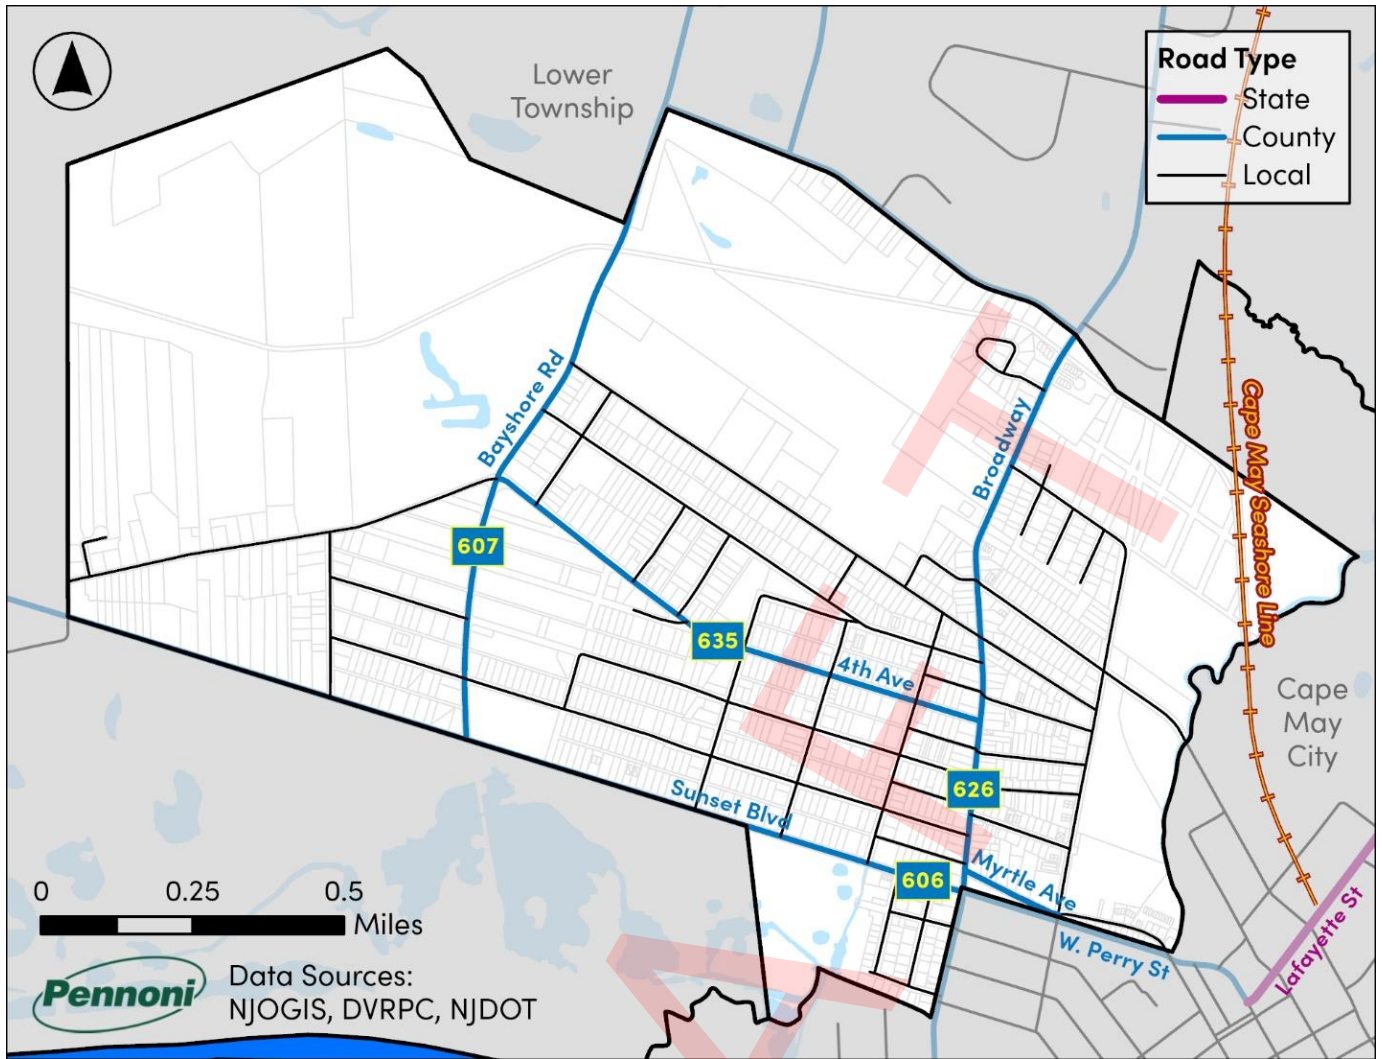 Lower
Township
Road Type
State
County
Local
Bayshore Rd
Broadway
Cape May Seashore Line
607
635
4th Ave
Cape
May
City
626
Sunset Blvd
606
Myrtle Ave
W. Perry St
Lafayette St
0 0.25 0.5
Miles
Pennoni
Data Sources:
NJOGIS, DVRPC, NJDOT